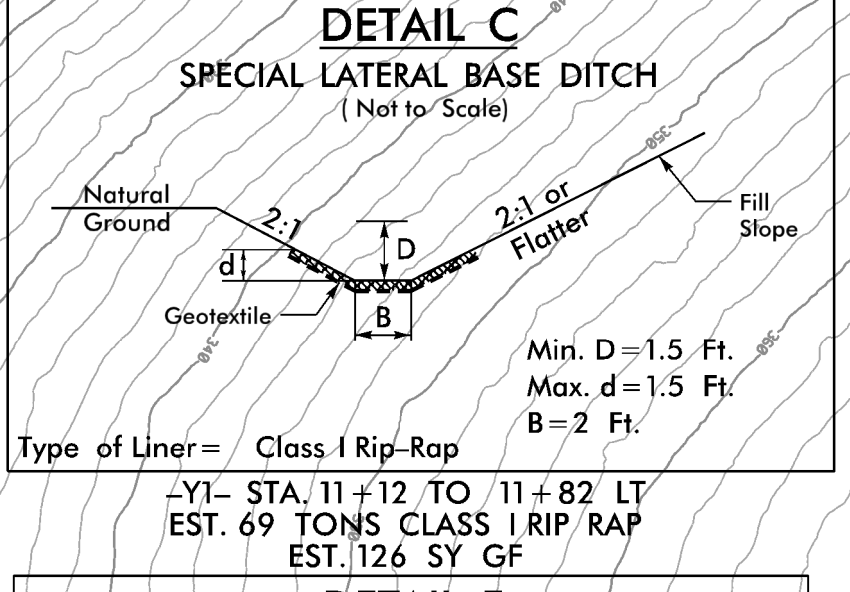 DETAIL C
SPECIAL LATERAL BASE DITCH
( Not to Scale)
350
Natural
Ground
2:1
2:1 or
Flatter
Fill
Slope
D
d
Geotextile
B
340
360
Min. D=1.5 Ft.
Max. d=1.5 Ft.
B=2 Ft.
Type of Liner= Class I Rip-Rap
-Y1- STA. 11+12 TO 11+82 LT
EST. 69 TONS CLASS I RIP RAP
EST. 126 SY GF